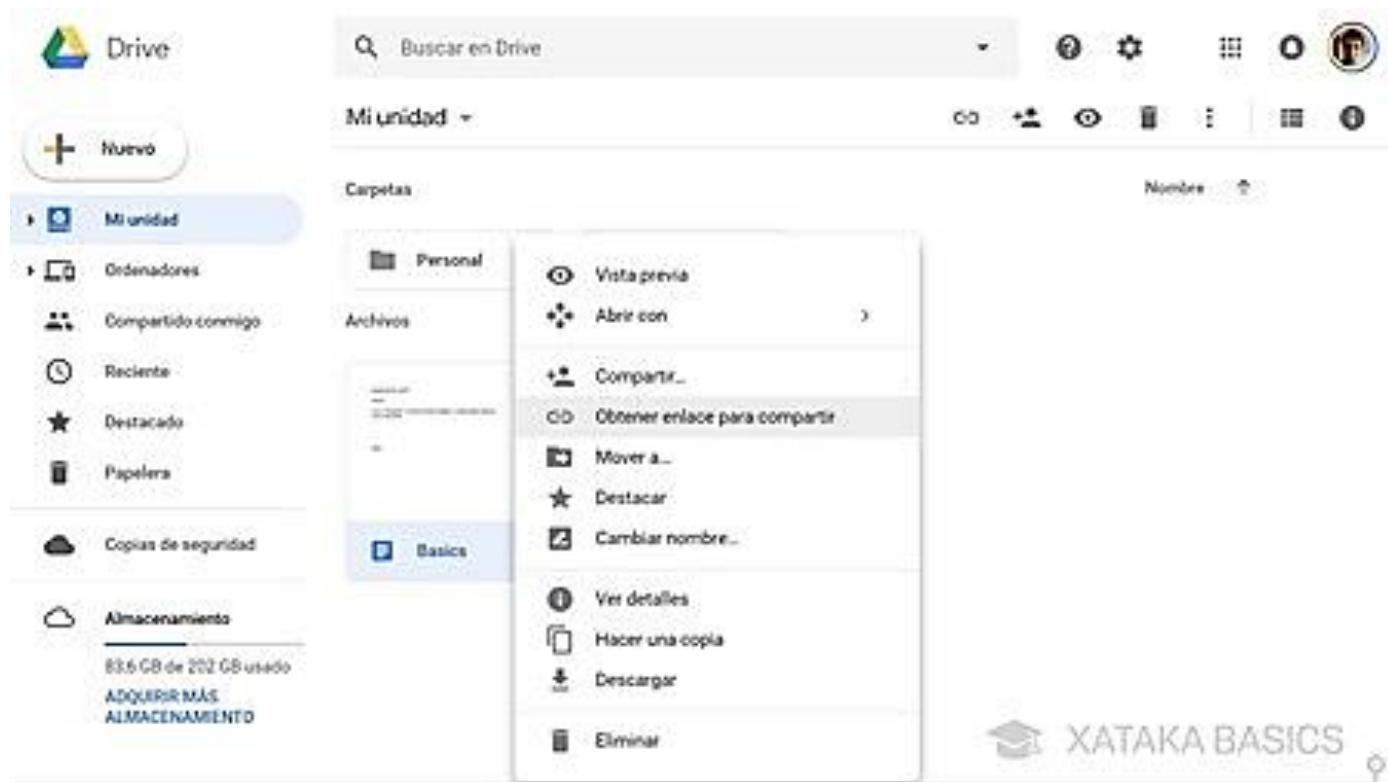 Drive
Buscar en Drive
Mi unidad
Nuevo
Carpetas
Nombre
Mi unidad
Personal
Ordenadores
Vista previa
Abrir con
Archivos
Compartido conmigo
Reciente
Compartir...
Obtener enlace para compartir
Destacado
Mover a...
Papelera
Destacar
Cambiar nombre...
Copias de seguridad
Basics
Ver detalles
Almacenamiento
Hacer una copia
83,6 GB de 202 GB usado
Descargar
ADQUIRIR MÁS
ALMACENAMIENTO
Eliminar
XATAKA BASICS